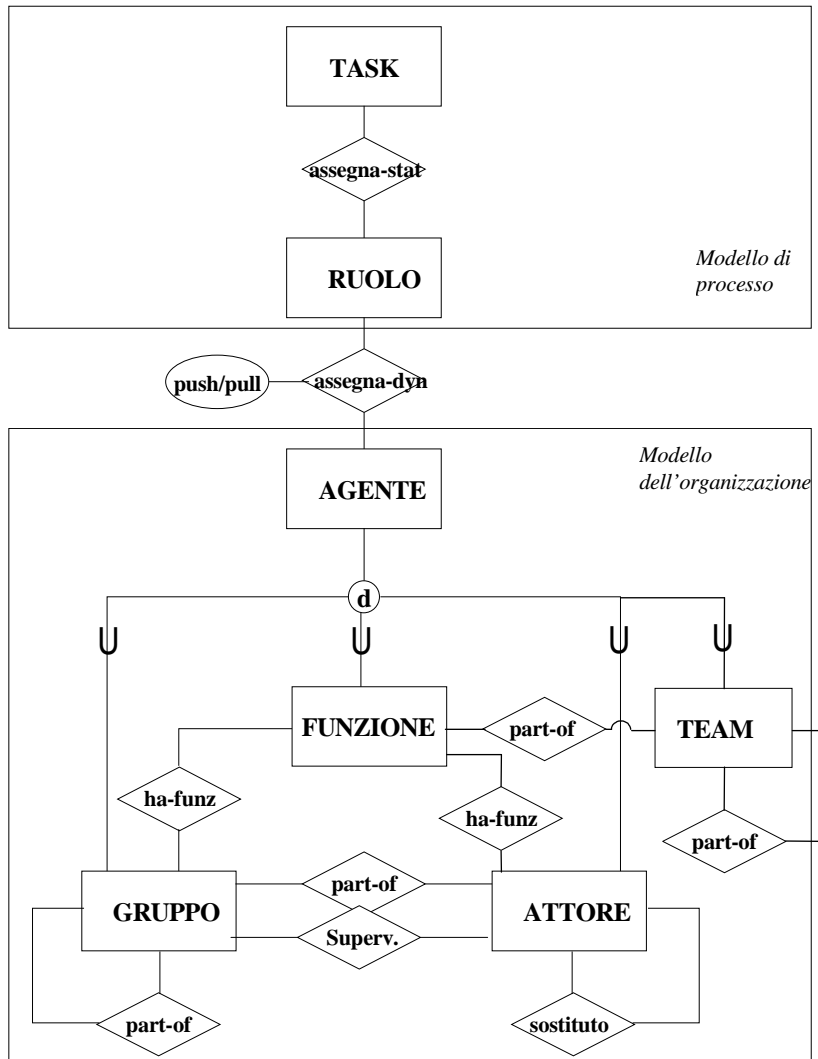 TASK
assegna-stat
RUOLO
Modello di
processo
push/pull
assegna-dyn
AGENTE
Modello
dell'organizzazione
d
U
U
U
U
FUNZIONE
part-of
TEAM
ha-funz
ha-funz
part-of
GRUPPO
part-of
ATTORE
Superv.
part-of
sostituto